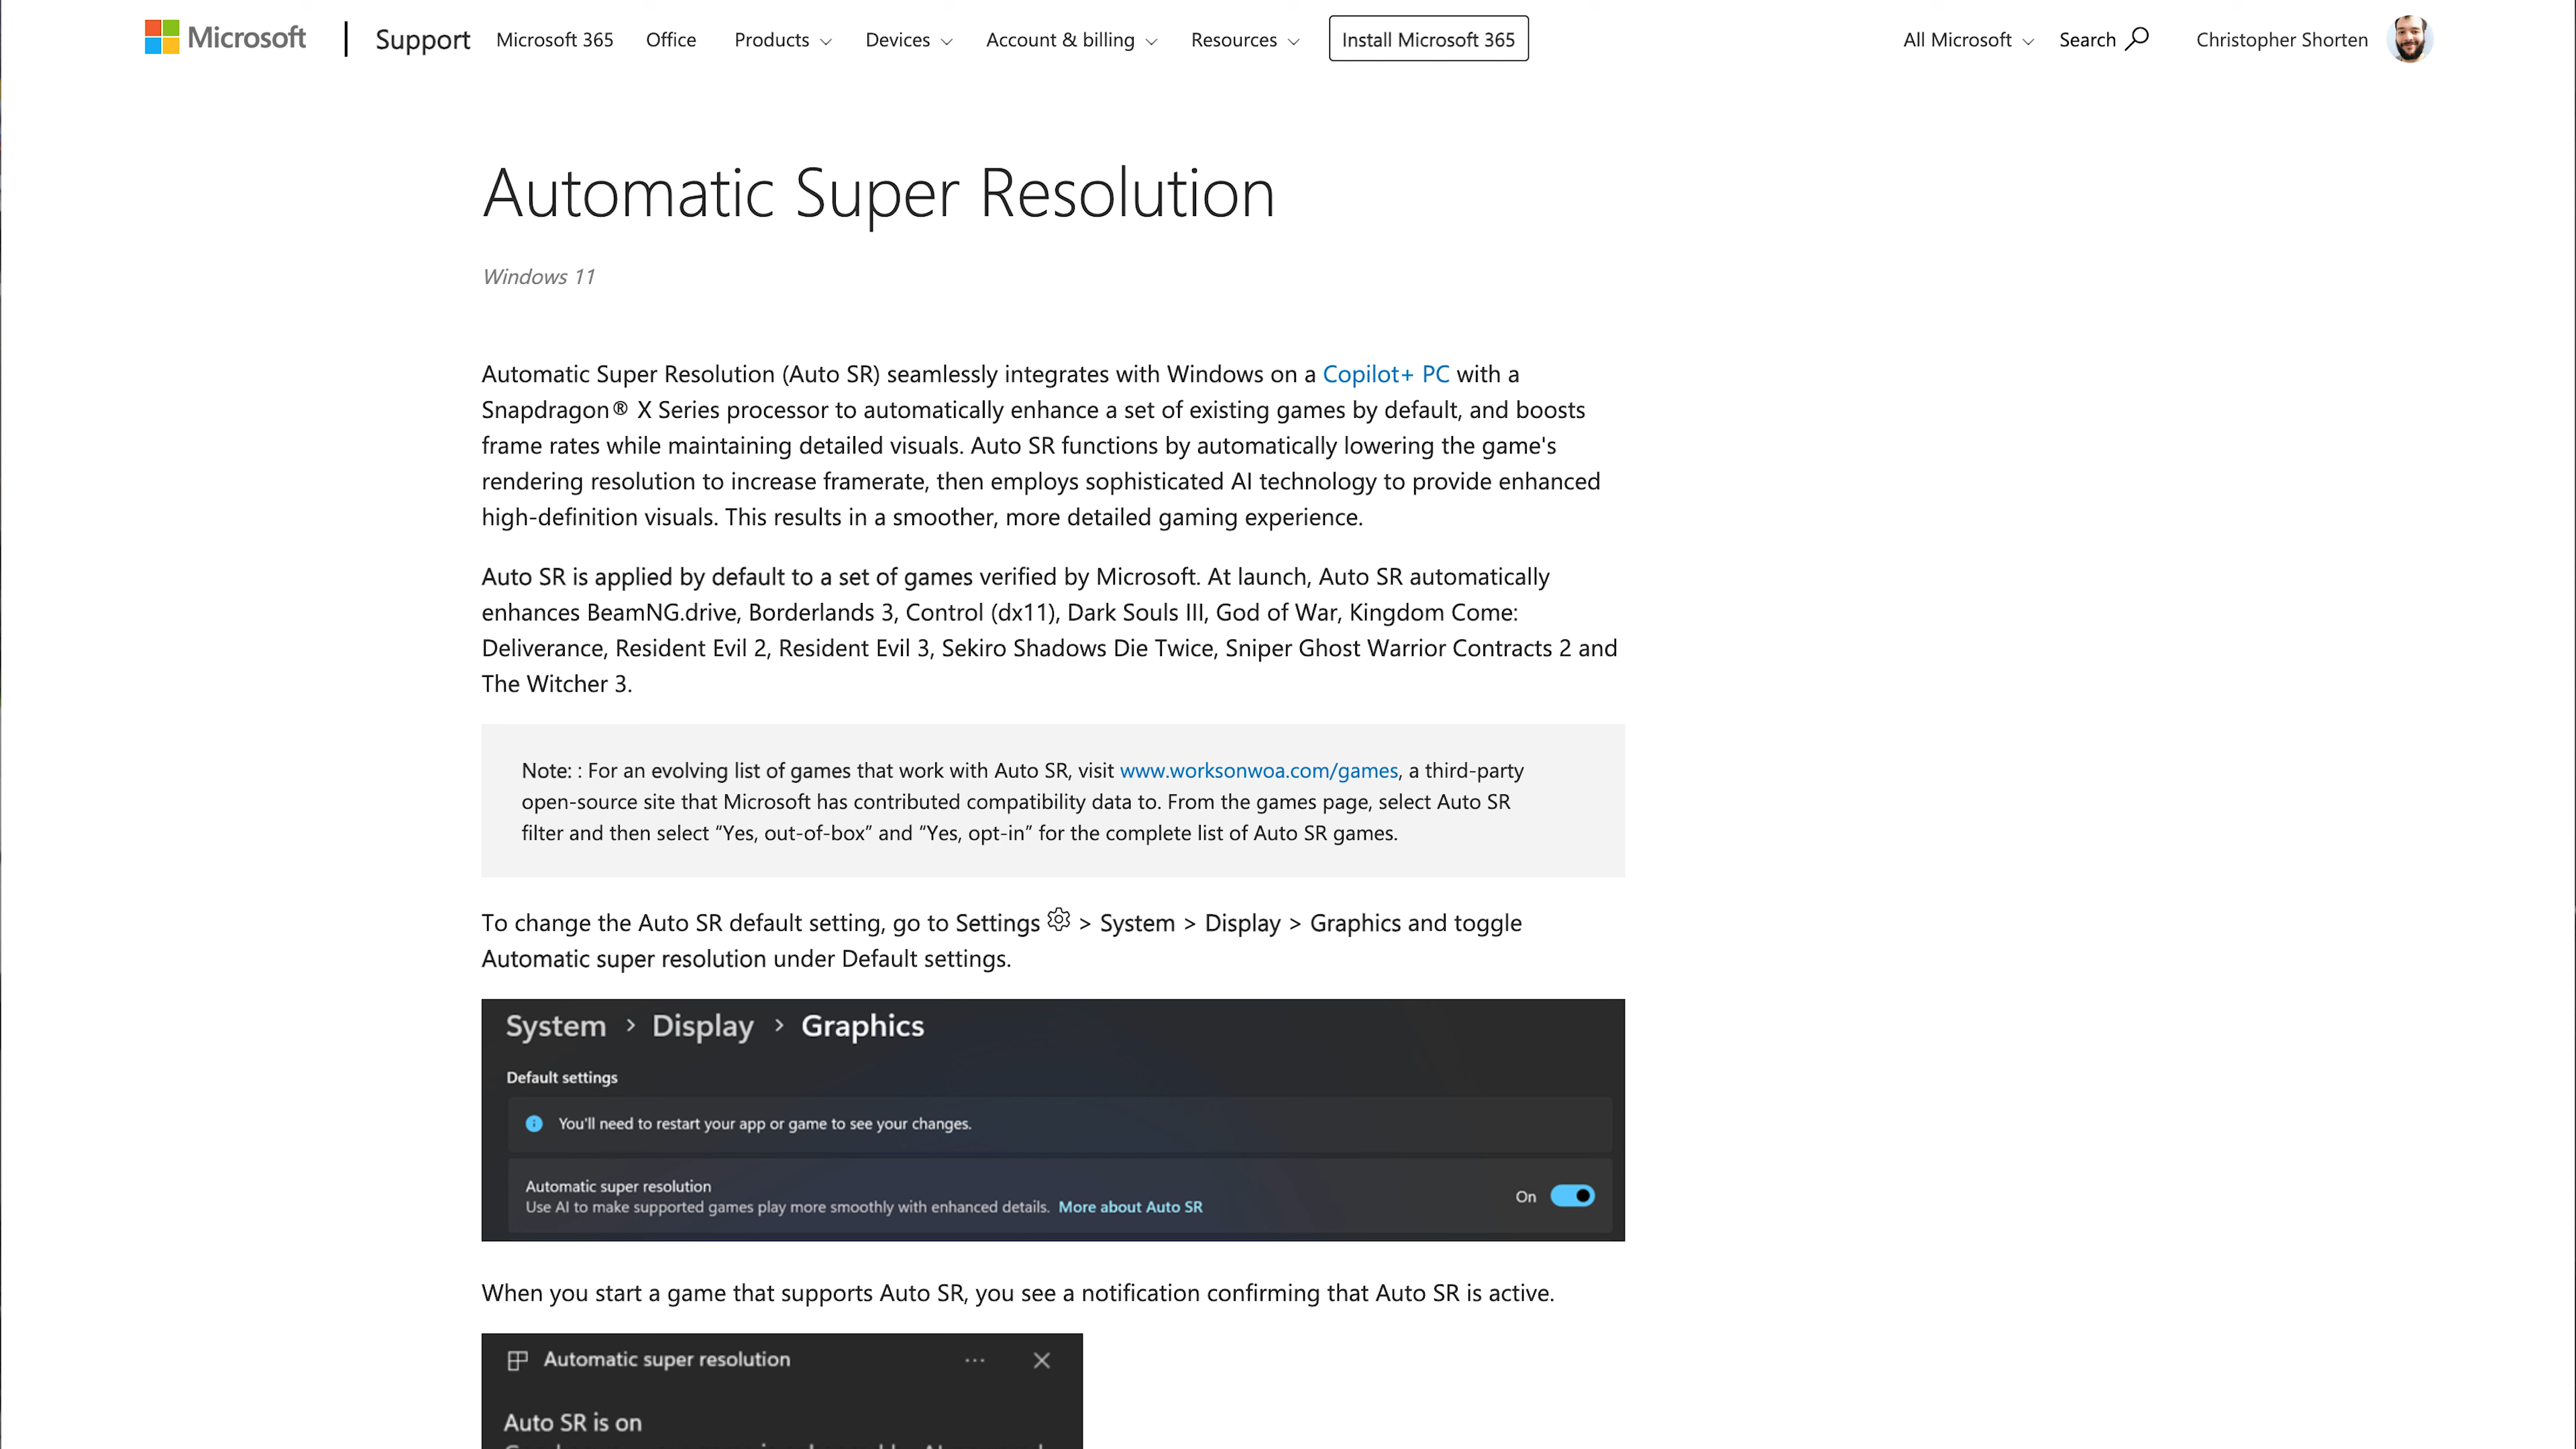 Microsoft | Support Microsoft 365 Office Products Devices Account & billing Resources Install Microsoft 365 All Microsoft Search Christopher Shorten
Automatic Super Resolution
Windows 11
Automatic Super Resolution (Auto SR) seamlessly integrates with Windows on a Copilot+ PC with a
Snapdragon® X Series processor to automatically enhance a set of existing games by default, and boosts
frame rates while maintaining detailed visuals. Auto SR functions by automatically lowering the game's
rendering resolution to increase framerate, then employs sophisticated AI technology to provide enhanced
high-definition visuals. This results in a smoother, more detailed gaming experience.
Auto SR is applied by default to a set of games verified by Microsoft. At launch, Auto SR automatically
enhances BeamNG.drive, Borderlands 3, Control (dx11), Dark Souls III, God of War, Kingdom Come:
Deliverance, Resident Evil 2, Resident Evil 3, Sekiro Shadows Die Twice, Sniper Ghost Warrior Contracts 2 and
The Witcher 3.
Note: : For an evolving list of games that work with Auto SR, visit www.worksonwoa.com/games, a third-party
open-source site that Microsoft has contributed compatibility data to. From the games page, select Auto SR
filter and then select “Yes, out-of-box” and “Yes, opt-in” for the complete list of Auto SR games.
To change the Auto SR default setting, go to Settings > System > Display > Graphics and toggle
Automatic super resolution under Default settings.
System > Display > Graphics
Default settings
You'll need to restart your app or game to see your changes.
Automatic super resolution
Use AI to make supported games play more smoothly with enhanced details. More about Auto SR
On
When you start a game that supports Auto SR, you see a notification confirming that Auto SR is active.
Automatic super resolution
Auto SR is on